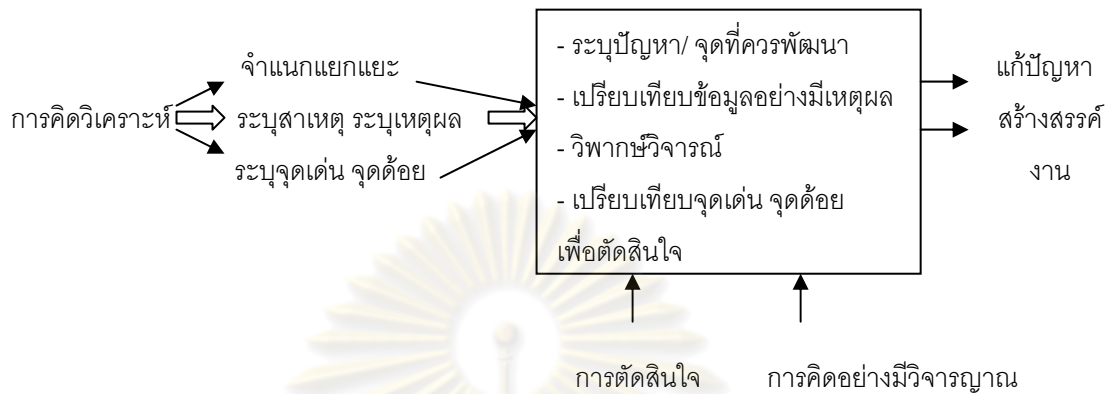 การคิดวิเคราะห์
จำแนกแยกแยะ
ระบุสาเหตุ ระบุเหตุผล
ระบุจุดเด่น จุดด้อย
- ระบุปัญหา/ จุดที่ควรพัฒนา
- เปรียบเทียบข้อมูลอย่างมีเหตุผล
- วิพากษ์วิจารณ์
- เปรียบเทียบจุดเด่น จุดด้อย
เพื่อตัดสินใจ
แก้ปัญหา
สร้างสรรค์
งาน
การตัดสินใจ
การคิดอย่างมีวิจารญาณ